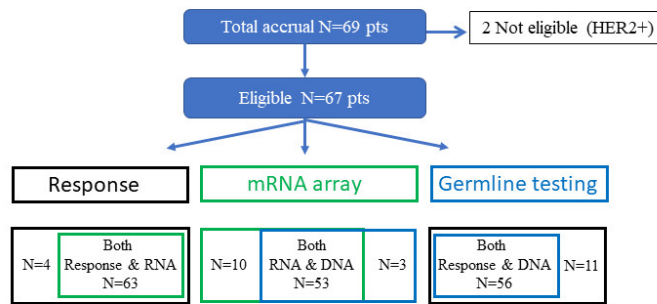 Total accrual N=69 pts
2 Not eligible (HER2+)
Eligible N=67 pts
Response
mRNA array
Germline testing
N=4
Both
Response & RNA
N=63
N=10
Both
RNA & DNA
N=53
N=3
Both
Response & DNA
N=56
N=11